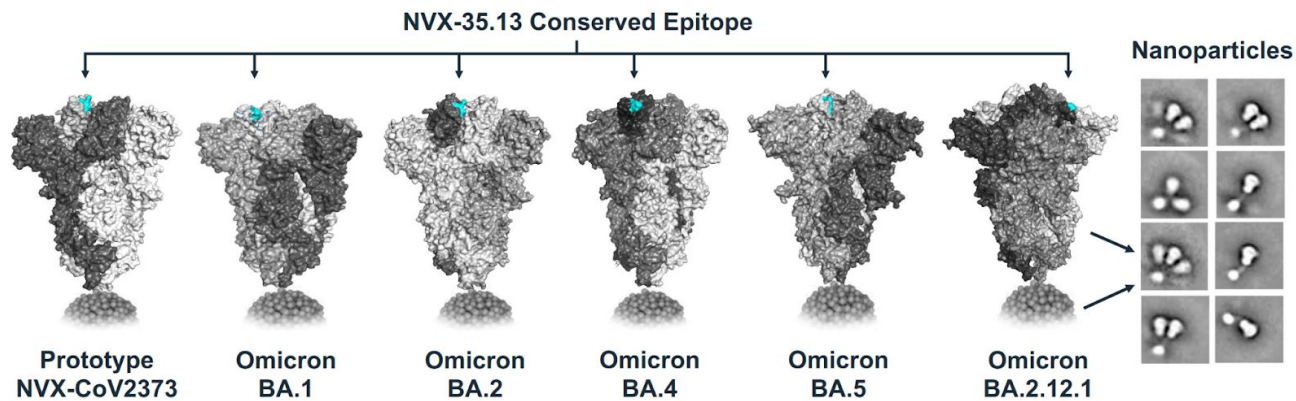 NVX-35.13 Conserved Epitope
Nanoparticles
Prototype
NVX-CoV2373
Omicron
BA.1
Omicron
BA.2
Omicron
BA.4
Omicron
BA.5
Omicron
BA.2.12.1